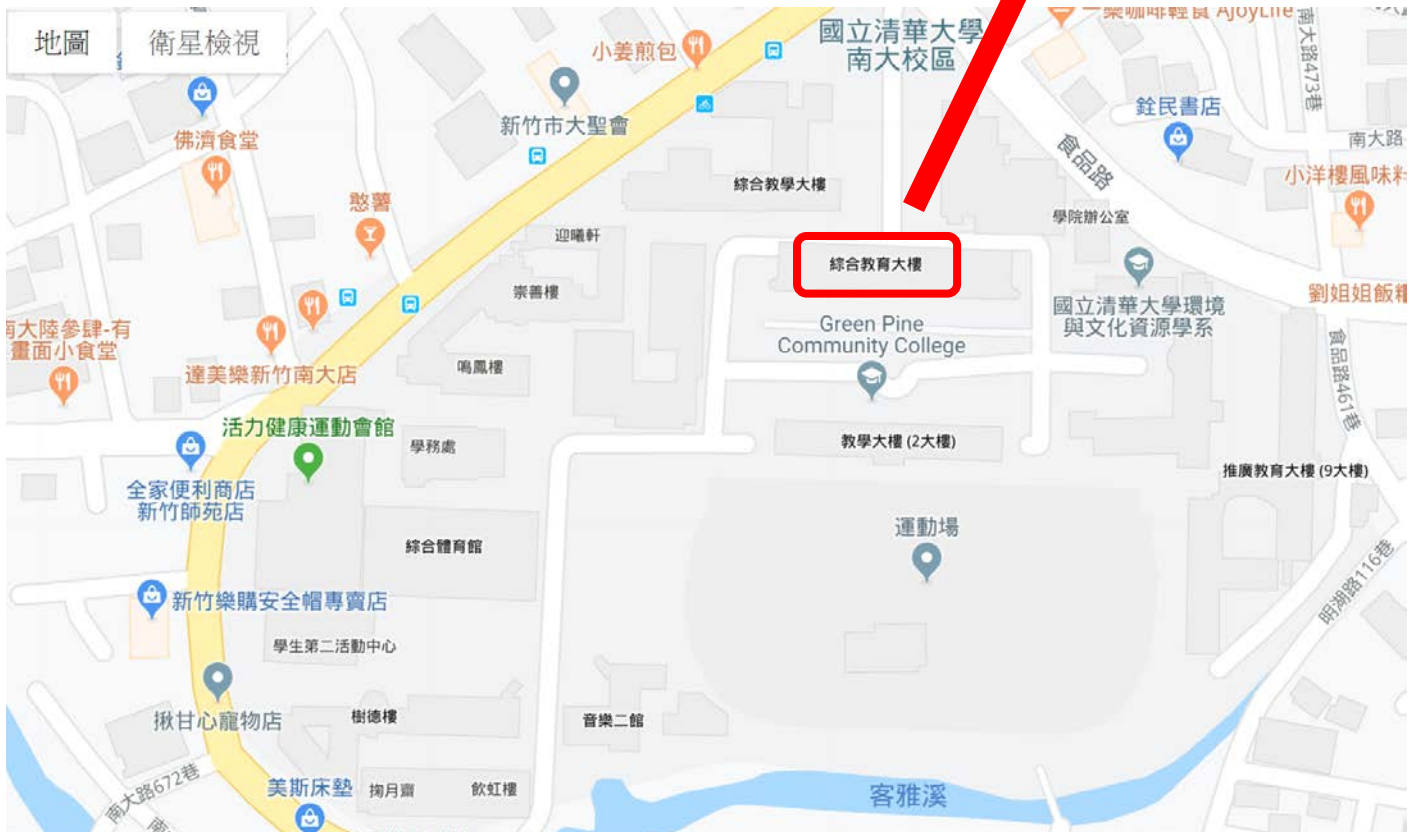 地圖
衛星檢視
小姜煎包
國立清華大學
南大校區
一樂咖啡輕食 AjoyLife
南大路473巷
新竹市大聖會
銓民書店
南大路
佛濟食堂
食品路
小洋樓風味料
綜合教學大樓
憨薯
學院辦公室
迎曦軒
綜合教育大樓
崇善樓
國立清華大學環境
與文化資源學系
劉姐姐飯糰
南大陸參肆-有
畫面小食堂
Green Pine
Community College
達美樂新竹南大店
鳴鳳樓
食品路461巷
活力健康運動會館
學務處
教學大樓 (2大樓)
推廣教育大樓 (9大樓)
全家便利商店
新竹師苑店
運動場
綜合體育館
明湖路116巷
新竹樂購安全帽專賣店
學生第二活動中心
揪甘心寵物店
樹德樓
音樂二館
南大路672巷
美斯床墊
掬月齋
飲虹樓
客雅溪